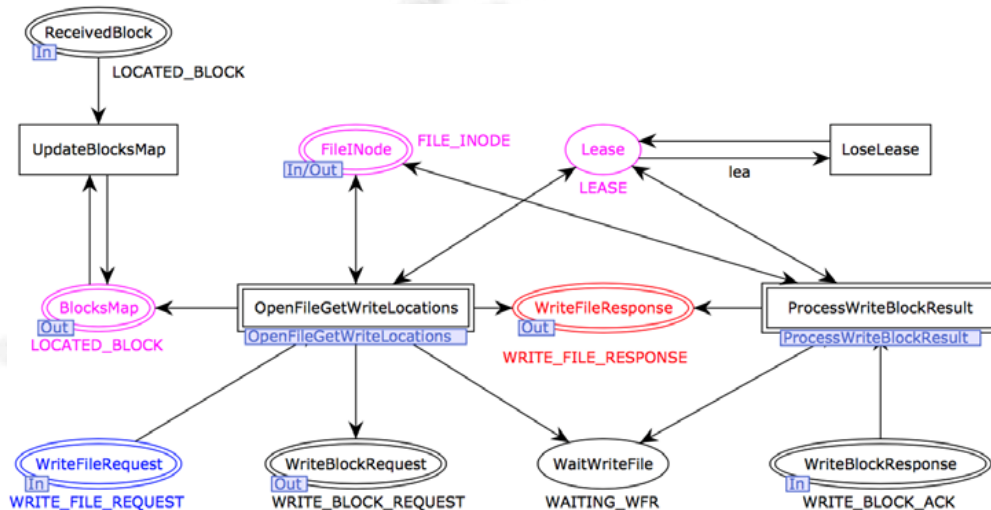 ReceivedBlock
In
LOCATED_BLOCK
UpdateBlocksMap
FileINode
In/Out
FILE_INODE
Lease
LEASE
LoseLease
lea
BlocksMap
Out
LOCATED_BLOCK
OpenFileGetWriteLocations
OpenFileGetWriteLocations
WriteFileResponse
Out
WRITE_FILE_RESPONSE
ProcessWriteBlockResult
ProcessWriteBlockResult
WriteFileRequest
In
WRITE_FILE_REQUEST
WriteBlockRequest
Out
WRITE_BLOCK_REQUEST
WaitWriteFile
WAITING_WFR
WriteBlockResponse
In
WRITE_BLOCK_ACK